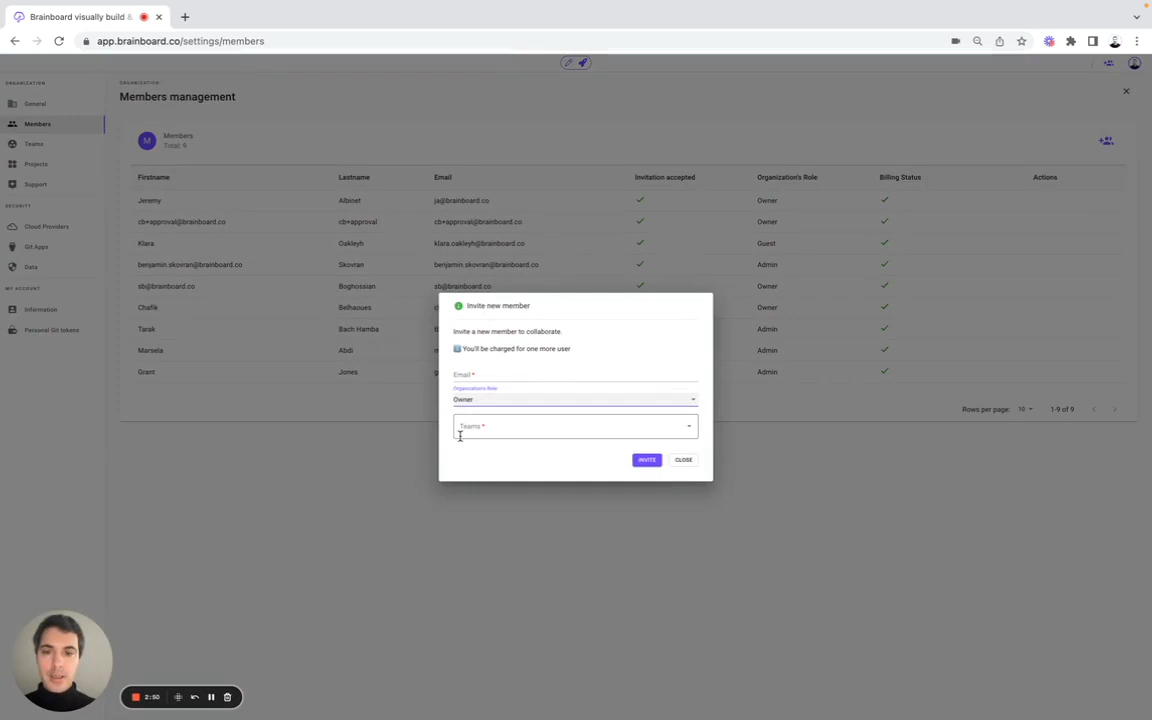 Brainboard visually build &
app.brainboard.co/settings/members
ORGANIZATION
General
Members
Teams
Projects
Support
SECURITY
Cloud Providers
Git Apps
Data
MY ACCOUNT
Information
Personal Git tokens
ORGANIZATION
Members management
M
Members
Total: 9
Firstname Lastname Email Invitation accepted Organization's Role Billing Status Actions
Jeremy Albinet ja@brainboard.co Owner
cb+approval@brainboard.co cb+approval cb+approval@brainboard.co Owner
Klara Oakleyh klara.oakleyh@brainboard.co Guest
benjamin.skovran@brainboard.co Skovran benjamin.skovran@brainboard.co Admin
sb@brainboard.co Boghossian sb@brainboard.co Owner
Chafik Belhaoues Owner
Tarak Bach Hamba Admin
Marsela Abdi Admin
Grant Jones Admin
Rows per page: 10 1-9 of 9
Invite new member
Invite a new member to collaborate.
You'll be charged for one more user
Email *
Organization's Role
Owner
Teams *
INVITE CLOSE
2:50